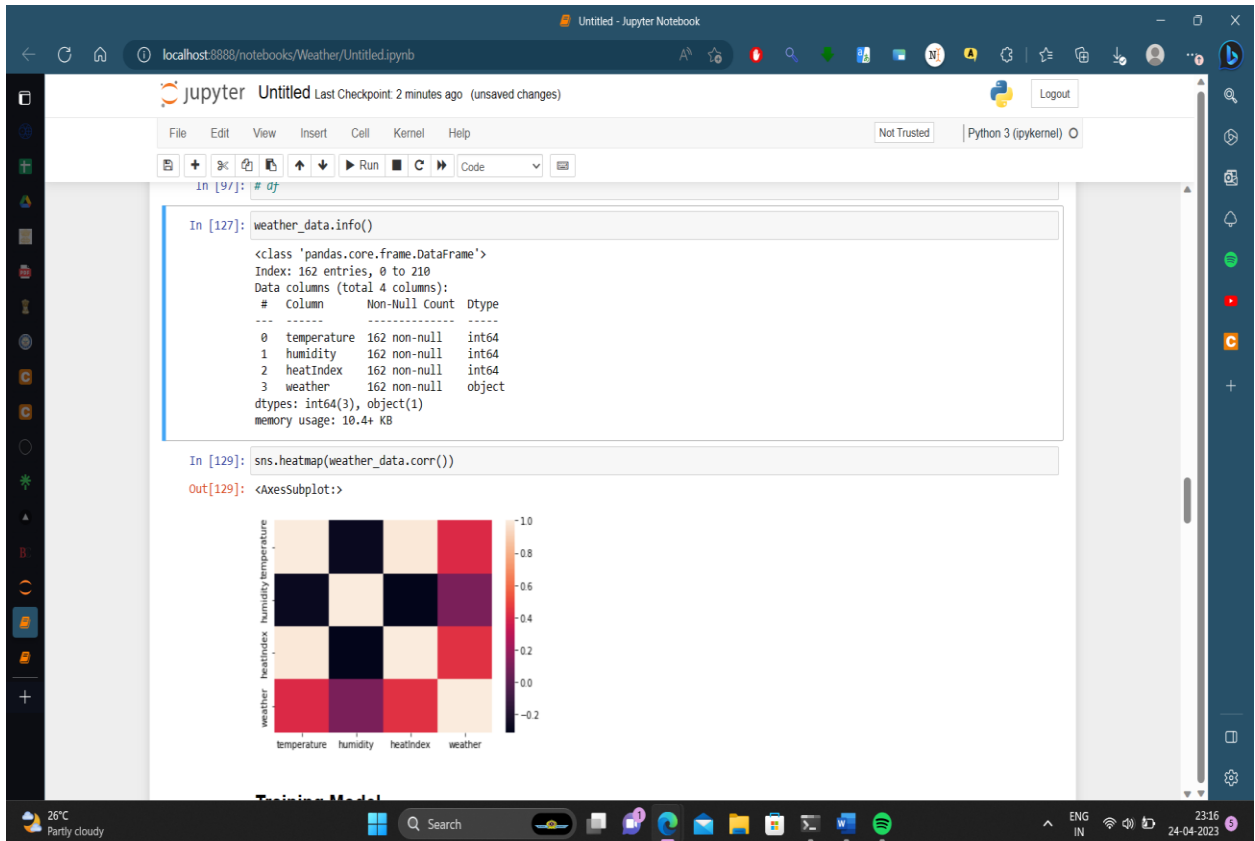 Untitled - Jupyter Notebook
localhost:8888/notebooks/Weather/Untitled.ipynb
jupyter Untitled Last Checkpoint: 2 minutes ago (unsaved changes)
Logout
File Edit View Insert Cell Kernel Help
Not Trusted
Python 3 (ipykernel)
Run
Code
In [97]: # df
In [127]: weather_data.info()
<class 'pandas.core.frame.DataFrame'>
Index: 162 entries, 0 to 210
Data columns (total 4 columns):
# Column Non-Null Count Dtype
--- ------ -------------- -----
0 temperature 162 non-null int64
1 humidity 162 non-null int64
2 heatIndex 162 non-null int64
3 weather 162 non-null object
dtypes: int64(3), object(1)
memory usage: 10.4+ KB
In [129]: sns.heatmap(weather_data.corr())
Out[129]: <AxesSubplot:>
temperature
humidity
heatIndex
weather
1.0
0.8
0.6
0.4
0.2
0.0
−0.2
temperature humidity heatIndex weather
Training Model
26°C
Partly cloudy
Search
ENG
IN
23:16
24-04-2023
5